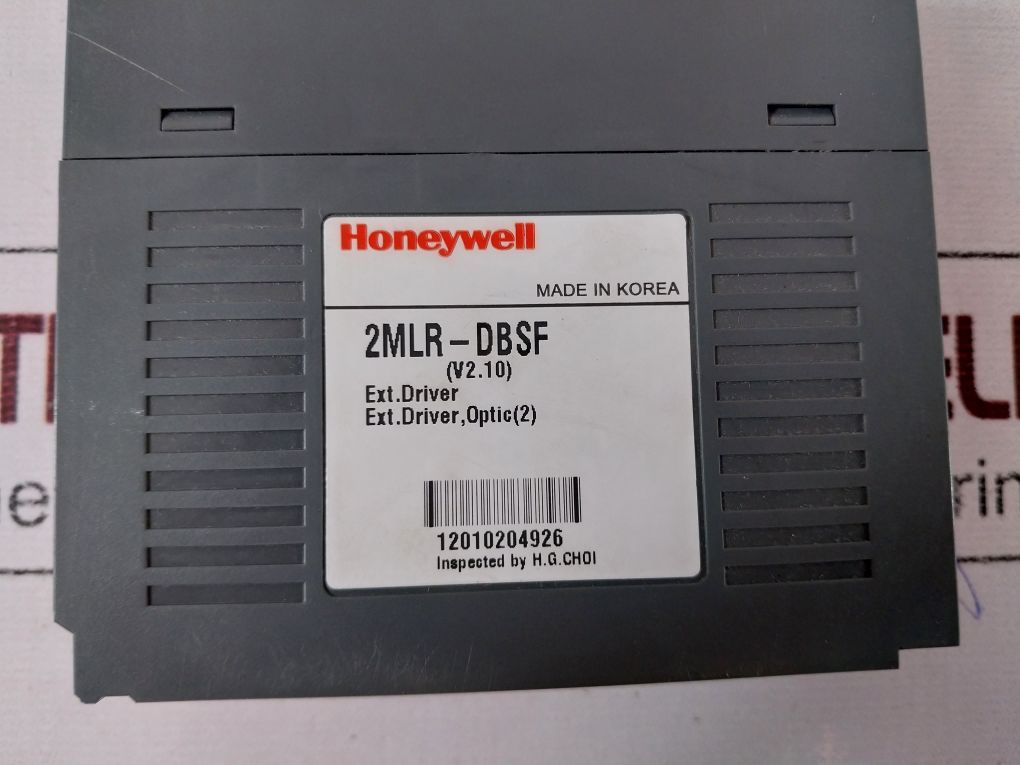 Honeywell
MADE IN KOREA
2MLR-DBSF
(V2.10)
Ext.Driver
Ext.Driver,Optic(2)
12010204926
Inspected by H.G.CHOI